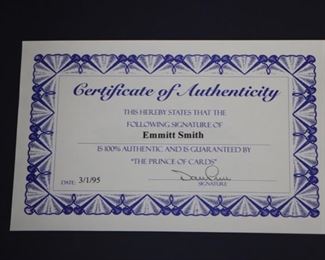 Certificate of Authenticity
THIS HEREBY STATES THAT THE
FOLLOWING SIGNATURE OF
Emmitt Smith
IS 100% AUTHENTIC AND IS GUARANTEED BY
"THE PRINCE OF CARDS"
DATE: 3/1/95
SIGNATURE